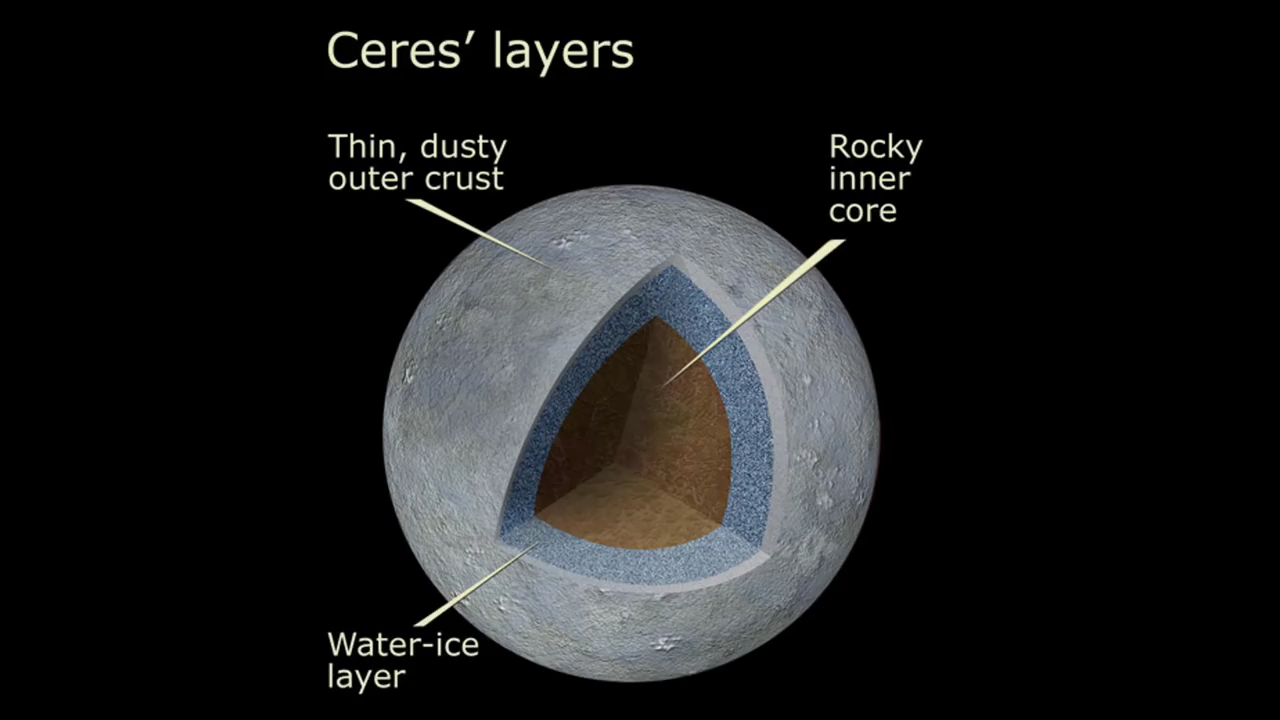 Ceres’ layers
Thin, dusty
outer crust
Rocky
inner
core
Water-ice
layer